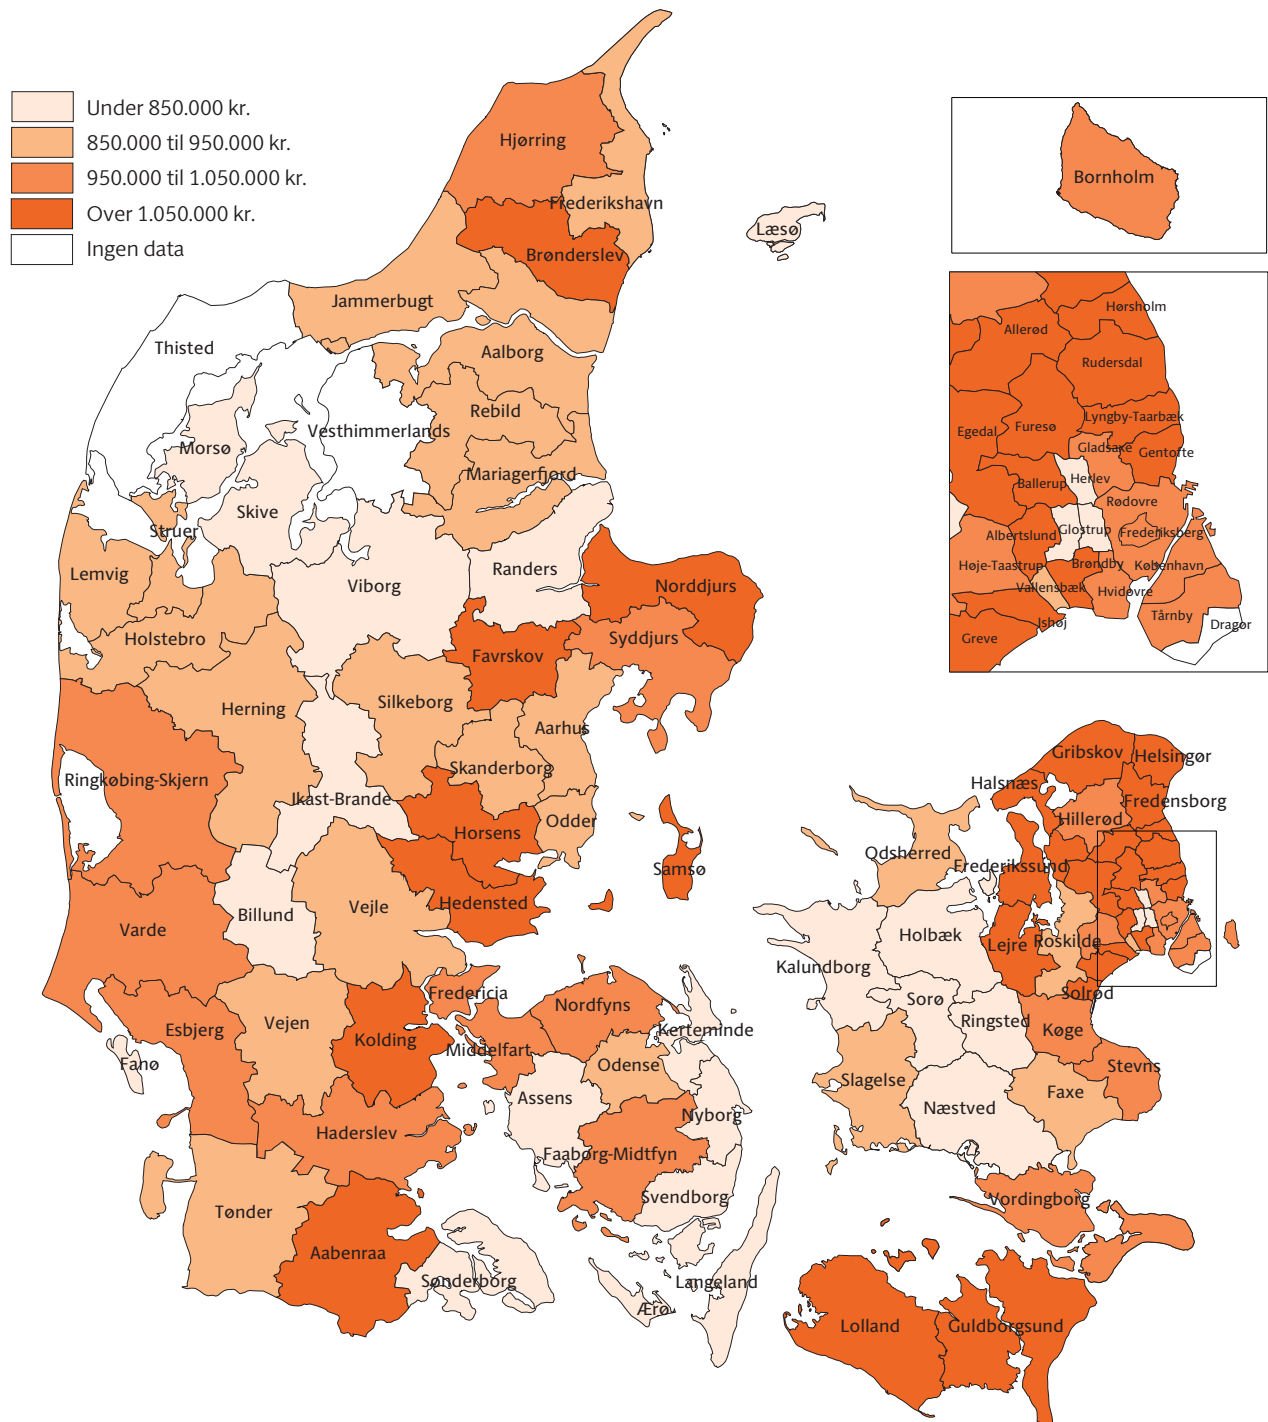 Under 850.000 kr.
850.000 til 950.000 kr.
950.000 til 1.050.000 kr.
Over 1.050.000 kr.
Ingen data
Hjørring
Frederikshavn
Læsø
Brønderslev
Jammerbugt
Thisted
Aalborg
Rebild
Vesthimmerlands
Morsø
Mariagerfjord
Skive
Struer
Lemvig
Viborg
Randers
Norddjurs
Holstebro
Syddjurs
Favrskov
Silkeborg
Herning
Aarhus
Skanderborg
Ringkøbing-Skjern
Ikast-Brande
Horsens
Odder
Samsø
Hedensted
Vejle
Billund
Varde
Fredericia
Nordfyns
Vejen
Esbjerg
Kolding
Middelfart
Kerteminde
Fanø
Odense
Assens
Nyborg
Haderslev
Faaborg-Midtfyn
Svendborg
Tønder
Aabenraa
Sønderborg
Langeland
Ærø
Bornholm
Hørsholm
Allerød
Rudersdal
Lyngby-Taarbæk
Egedal
Furesø
Gladsaxe
Gentofte
Ballerup
Herlev
Rødovre
Albertslund
Glostrup
Frederiksberg
Høje-Taastrup
Brøndby
København
Vallensbæk
Hvidovre
Tårnby
Ishøj
Dragør
Greve
Gribskov
Helsingør
Halsnæs
Fredensborg
Hillerød
Odsherred
Frederikssund
Holbæk
Lejre
Roskilde
Kalundborg
Solrød
Sorø
Ringsted
Køge
Stevns
Slagelse
Faxe
Næstved
Vordingborg
Lolland
Guldborgsund